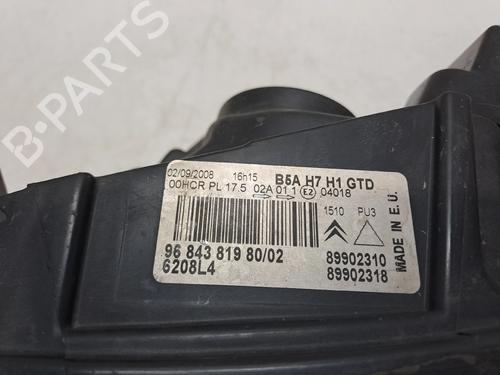 B-PARTS
02/09/2008 16h15 B5A H7 H1 GTD
00HCR PL 17.5 02A 01 1 E2 04018
1510 PU3
MADE IN E.U.
96 843 819 80/02 89902310
6208L4 89902318